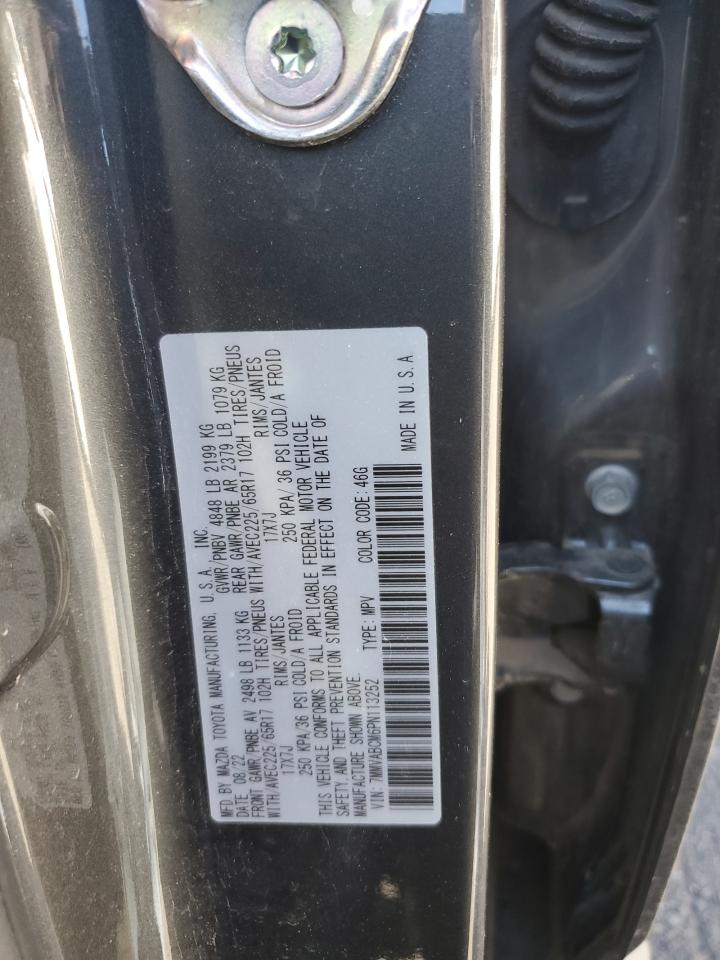 MFD BY MAZDA TOYOTA MANUFACTURING, U.S.A., INC.
DATE 08/22 GVWR/PNBV 4848 LB 2199 KG
FRONT GAWR/PNBE AV 2498 LB 1133 KG REAR GAWR/PNBE AR 2379 LB 1079 KG
WITH/AVEC225/65R17 102H TIRES/PNEUS WITH/AVEC225/65R17 102H TIRES/PNEUS
17X7J RIMS/JANTES 17X7J RIMS/JANTES
250 KPA/36 PSI COLD/A FROID 250 KPA/36 PSI COLD/A FROID
THIS VEHICLE CONFORMS TO ALL APPLICABLE FEDERAL MOTOR VEHICLE
SAFETY, AND THEFT PREVENTION STANDARDS IN EFFECT ON THE DATE OF
MANUFACTURE SHOWN ABOVE.
VIN: 7MMVABCM6PN113252 TYPE: MPV COLOR CODE: 46G
MADE IN U.S.A